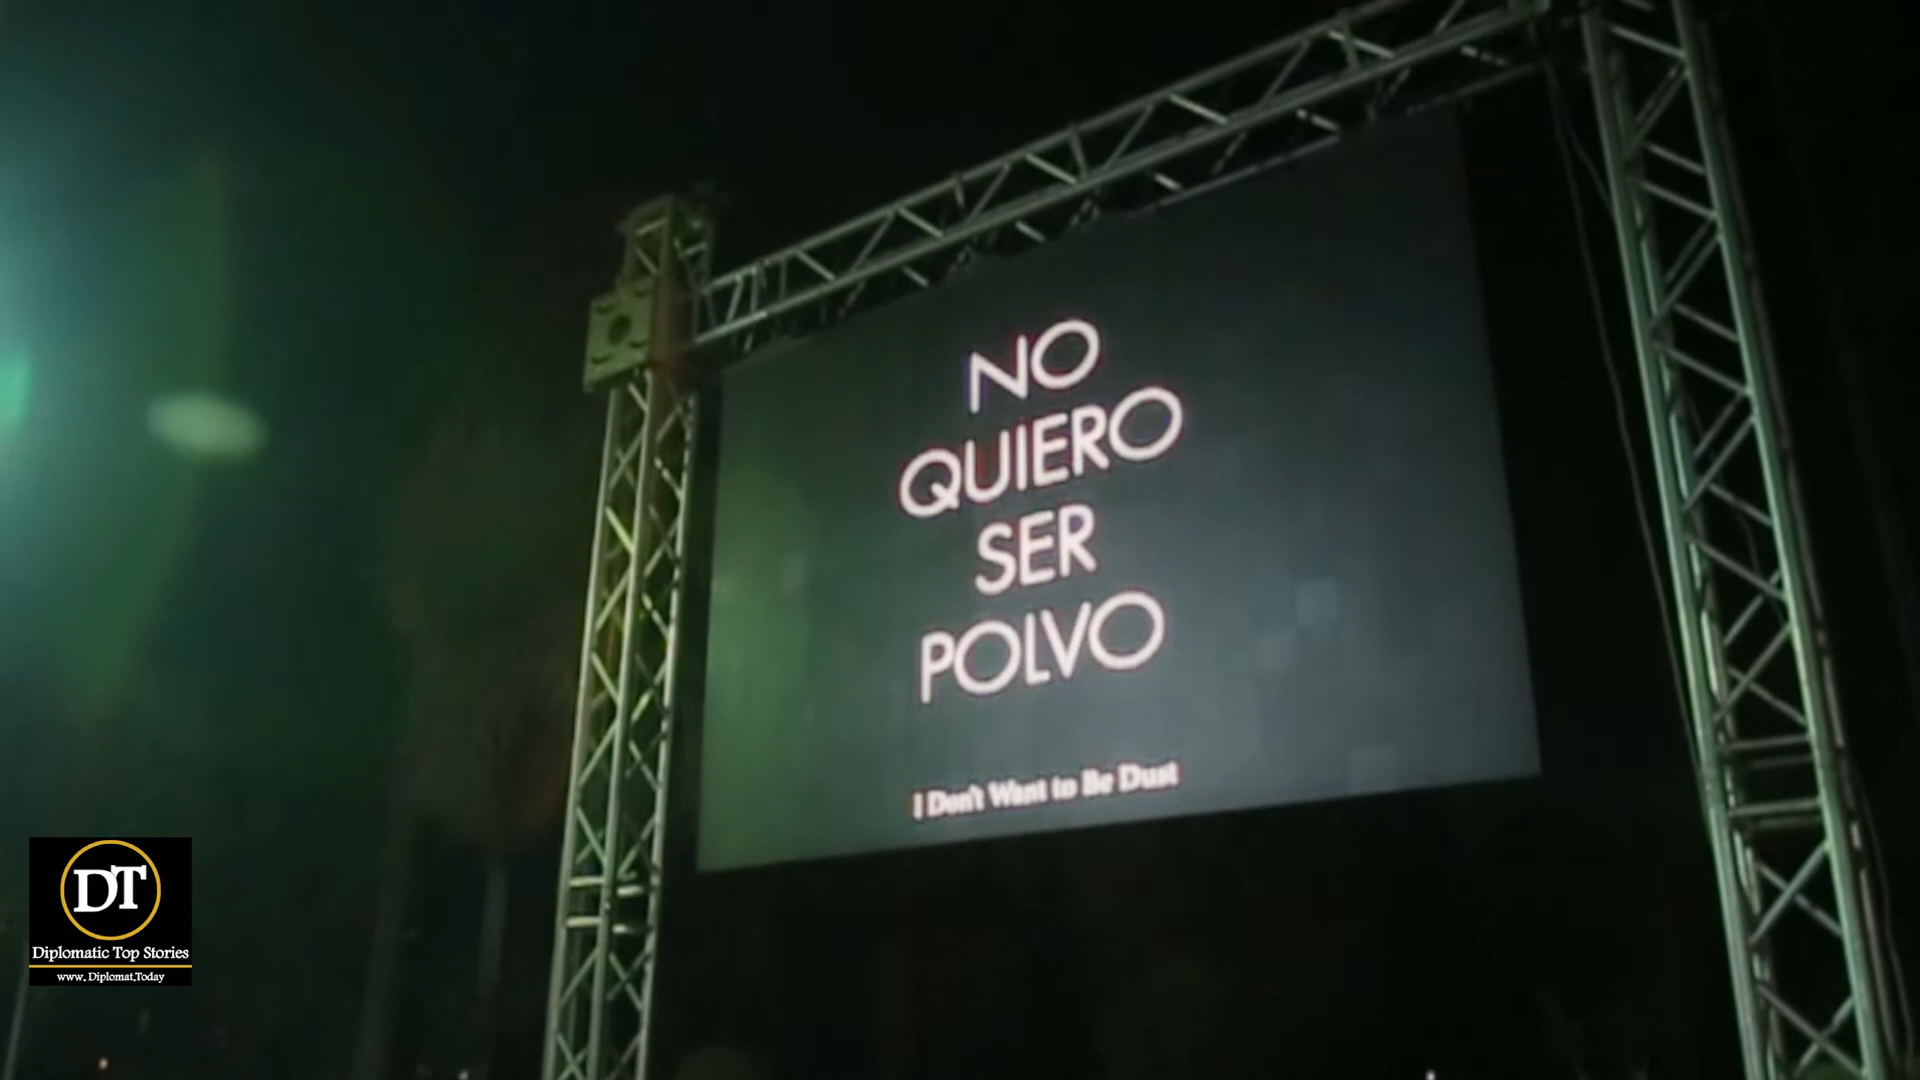 NO
QUIERO
SER
POLVO
I Don't Want to Be Dust
DT
Diplomatic Top Stories
www.Diplomat.Today